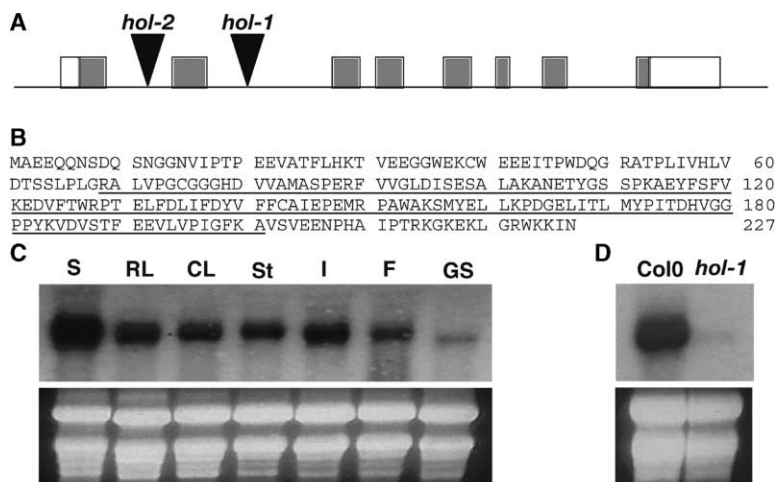 A
hol-2 hol-1
B
MAEEQQNSDQ SNGGNVIPTP EEVATFLHKT VEEGGWEKCW EEEITPWDQG RATPLIVHLV 60
DTSSLPLGRA LVPGCGGGHD VVAMASPERF VVGLDISESA LAKANETYGS SPKAEYFSFV 120
KEDVFTWRPT ELFDLIFDYV FFCAIEPEMR PAWAKSMYEL LKPDGELITL MYPITDHVGG 180
PPYKVDVSTF EEVLVPIGFK AVSVEENPHA IPTRKGKEKL GRWKKIN 227
C
S RL CL St I F GS
D
Col0 hol-1